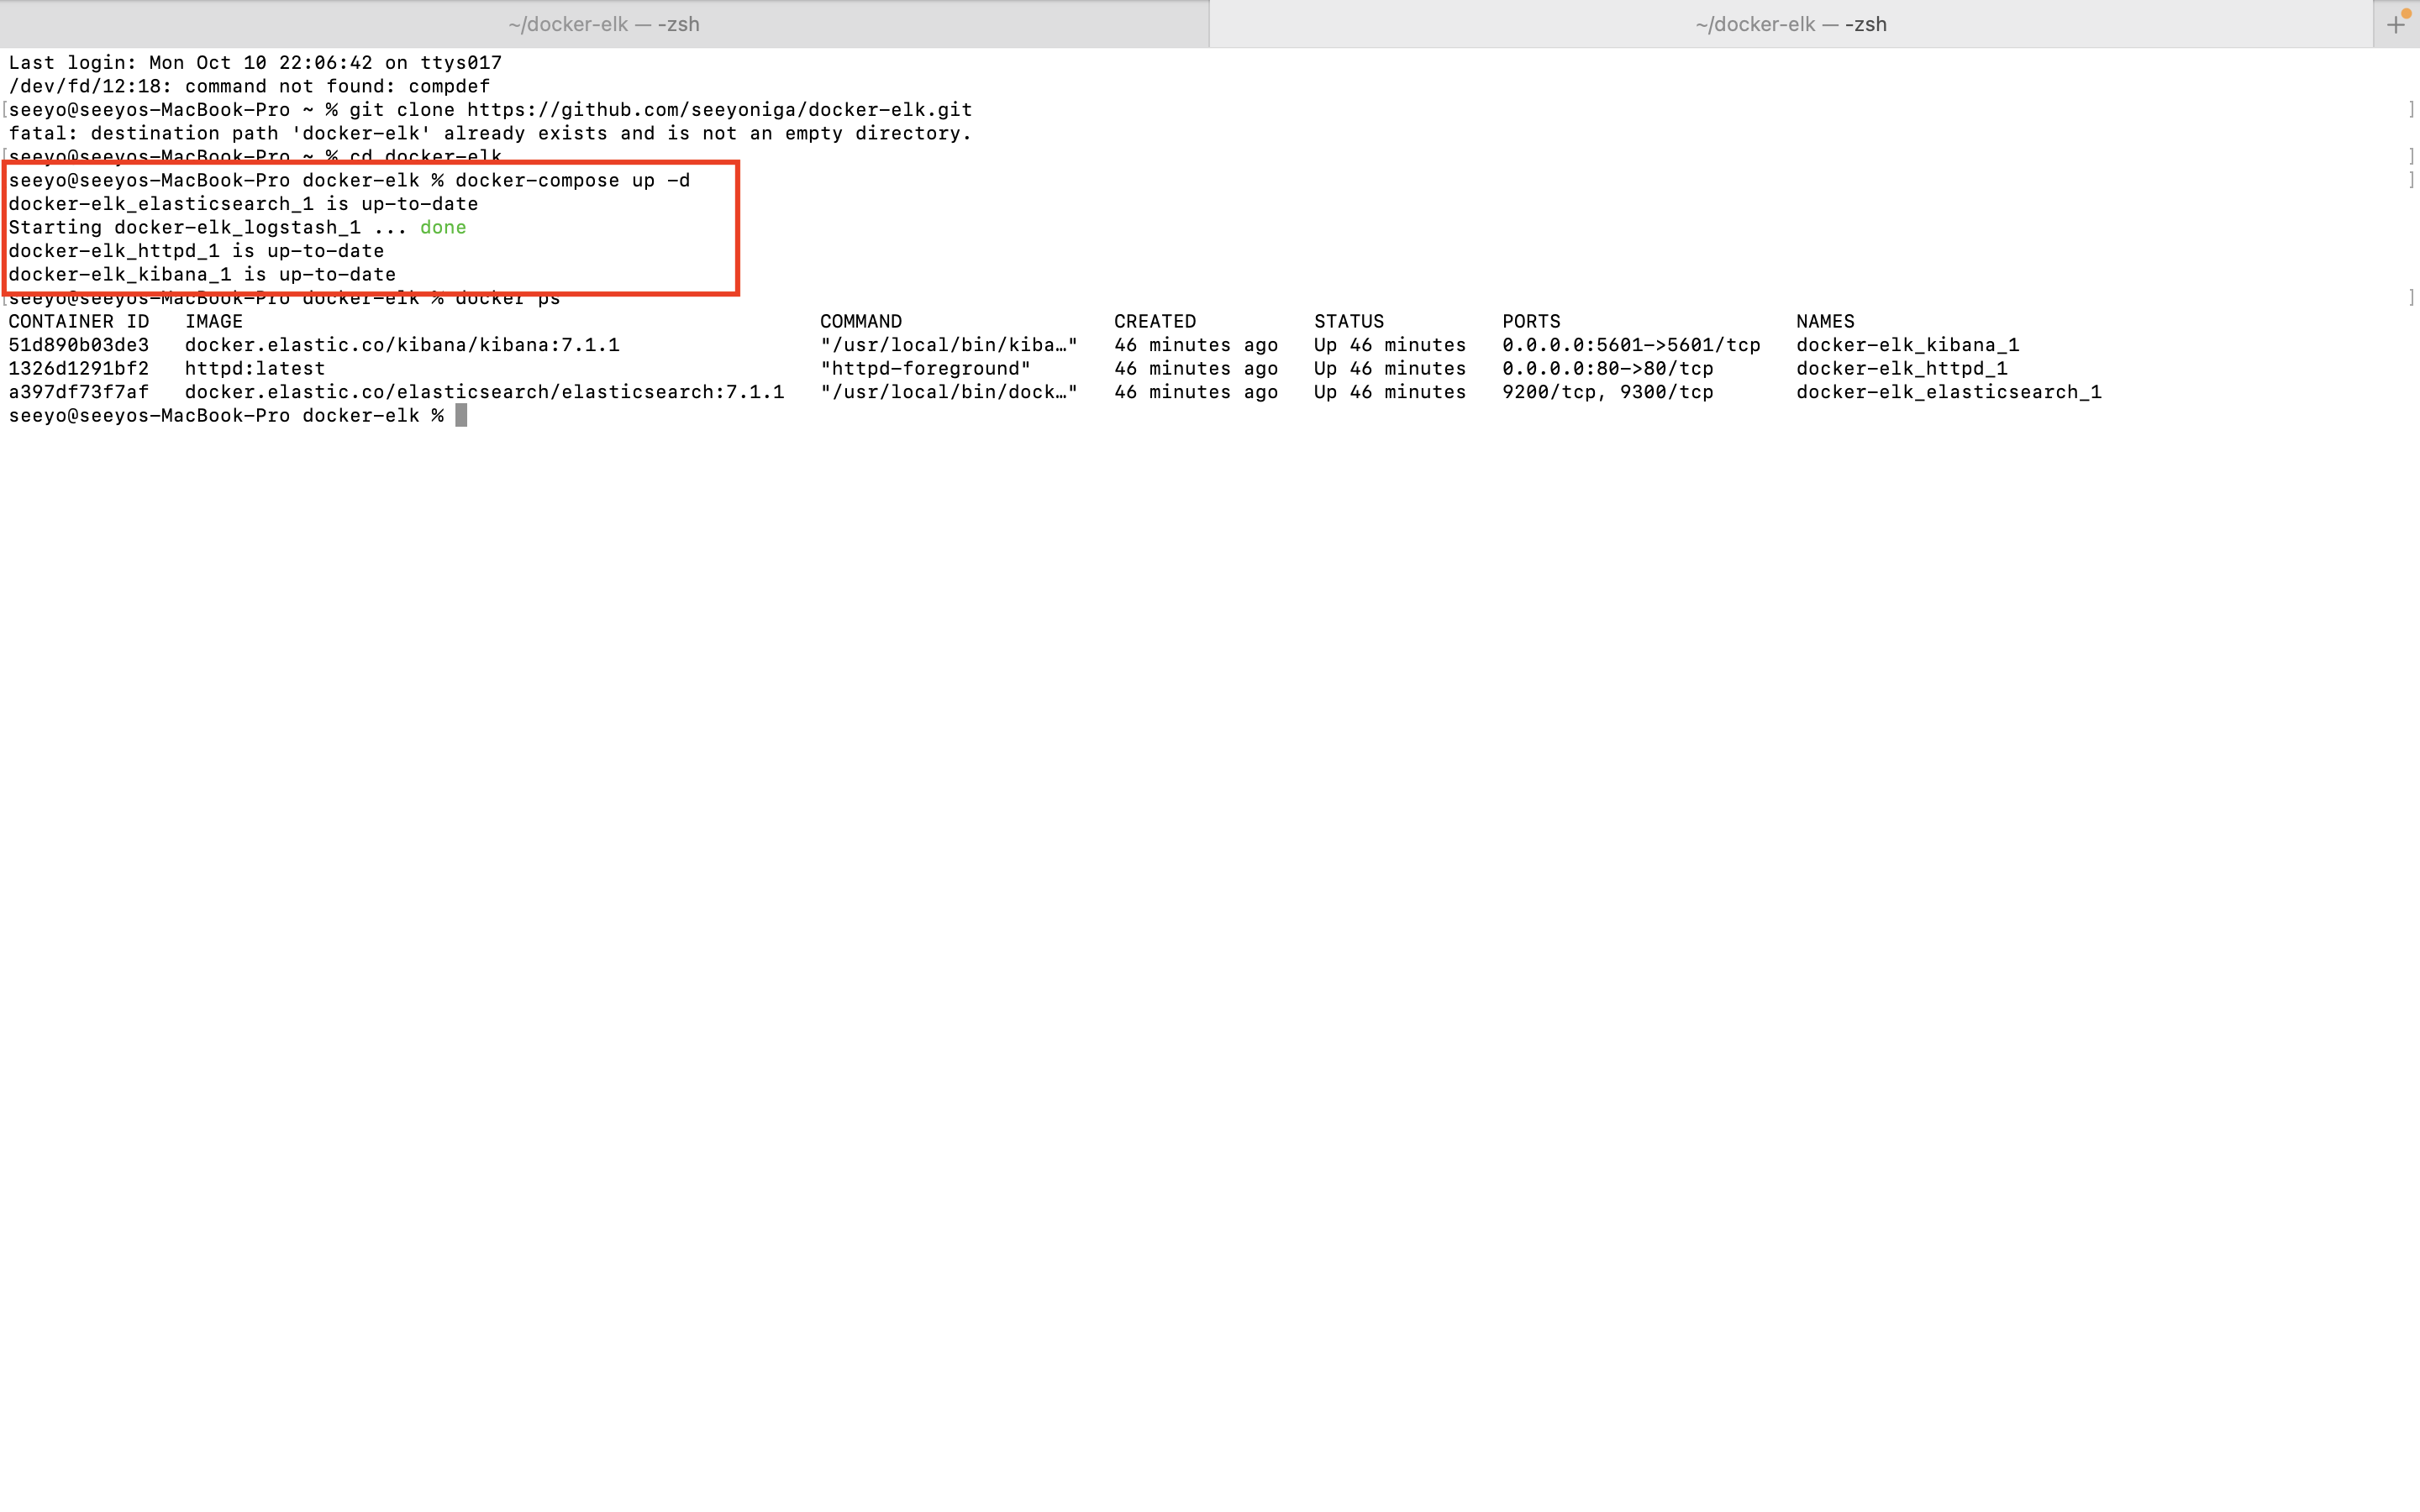 ~/docker-elk — -zsh
~/docker-elk — -zsh
Last login: Mon Oct 10 22:06:42 on ttys017
/dev/fd/12:18: command not found: compdef
[seeyo@seeyos-MacBook-Pro ~ % git clone https://github.com/seeyoniga/docker-elk.git ]
fatal: destination path 'docker-elk' already exists and is not an empty directory.
[seeyo@seeyos-MacBook-Pro ~ % cd docker-elk ]
seeyo@seeyos-MacBook-Pro docker-elk % docker-compose up -d ]
docker-elk_elasticsearch_1 is up-to-date
Starting docker-elk_logstash_1 ... done
docker-elk_httpd_1 is up-to-date
docker-elk_kibana_1 is up-to-date
[seeyo@seeyos-MacBook-Pro docker-elk % docker ps ]
CONTAINER ID IMAGE COMMAND CREATED STATUS PORTS NAMES
51d890b03de3 docker.elastic.co/kibana/kibana:7.1.1 "/usr/local/bin/kiba…" 46 minutes ago Up 46 minutes 0.0.0.0:5601->5601/tcp docker-elk_kibana_1
1326d1291bf2 httpd:latest "httpd-foreground" 46 minutes ago Up 46 minutes 0.0.0.0:80->80/tcp docker-elk_httpd_1
a397df73f7af docker.elastic.co/elasticsearch/elasticsearch:7.1.1 "/usr/local/bin/dock…" 46 minutes ago Up 46 minutes 9200/tcp, 9300/tcp docker-elk_elasticsearch_1
seeyo@seeyos-MacBook-Pro docker-elk %